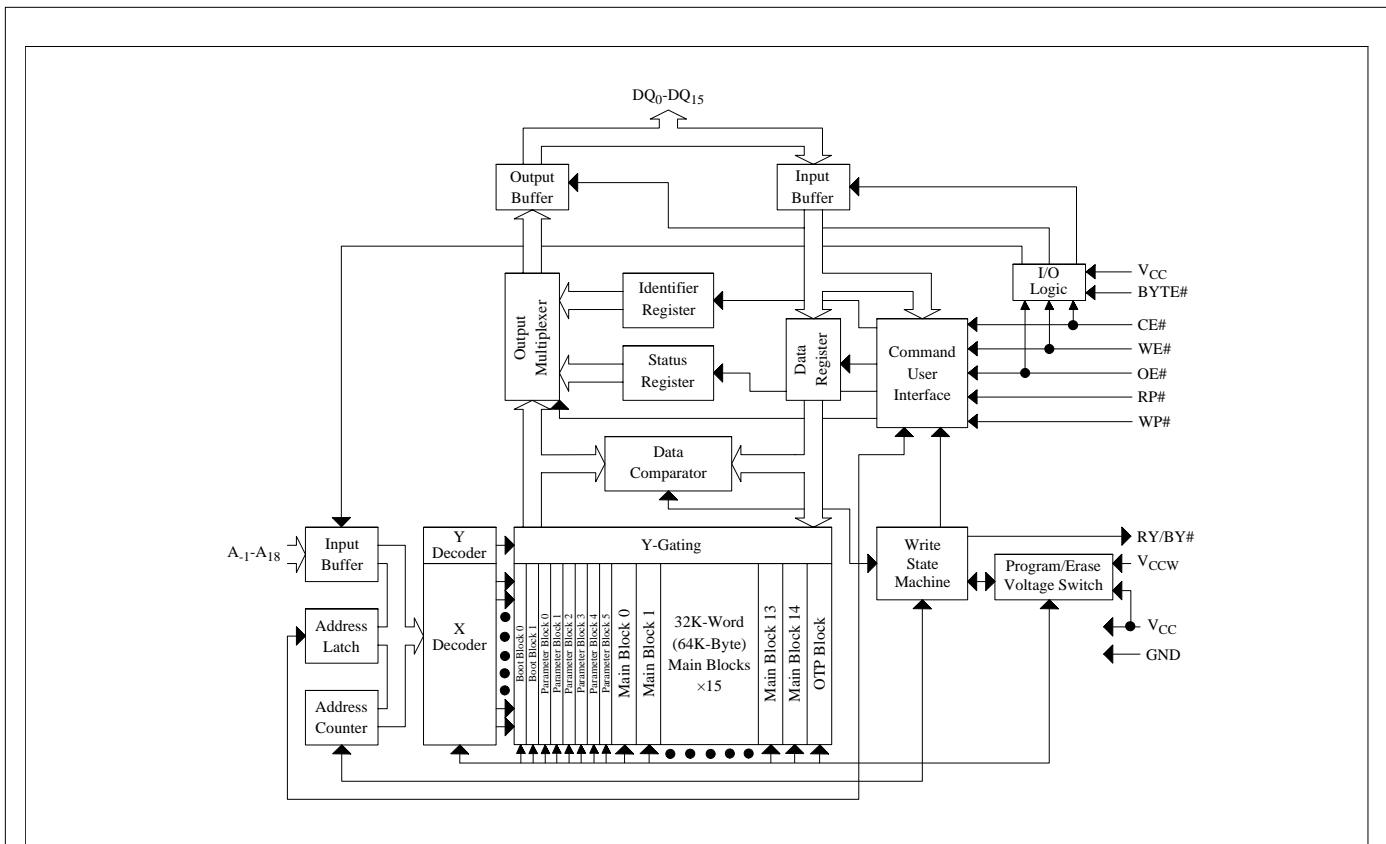 DQ0-DQ15
Output
Buffer
Input
Buffer
I/O
Logic
VCC
BYTE#
CE#
WE#
OE#
RP#
WP#
Output
Multiplexer
Identifier
Register
Status
Register
Data
Register
Command
User
Interface
Data
Comparator
A-1-A18
Input
Buffer
Y
Decoder
Y-Gating
Write
State
Machine
RY/BY#
Program/Erase
Voltage Switch
VCCW
VCC
GND
Address
Latch
Address
Counter
X
Decoder
Boot Block 0
Boot Block 1
Parameter Block 0
Parameter Block 1
Parameter Block 2
Parameter Block 3
Parameter Block 4
Parameter Block 5
Main Block 0
Main Block 1
32K-Word
(64K-Byte)
Main Blocks
×15
Main Block 13
Main Block 14
OTP Block